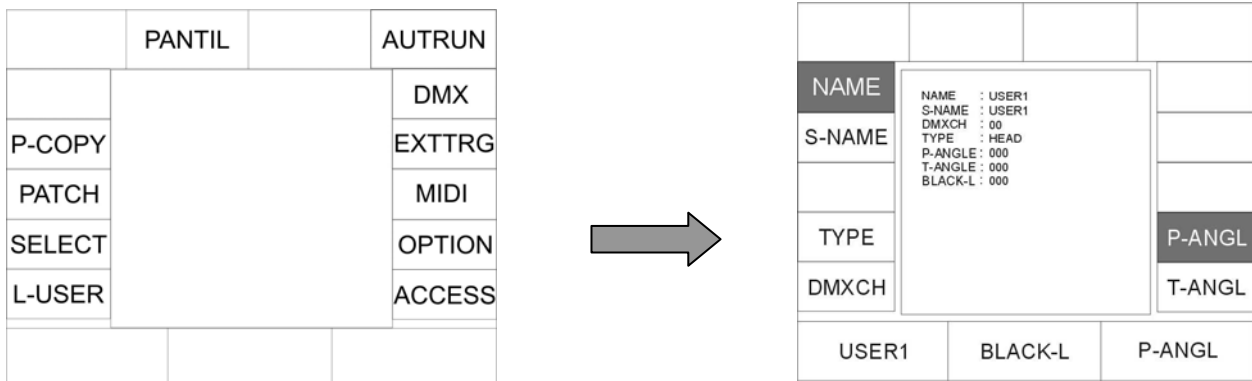 PANTIL
AUTRUN
DMX
P-COPY
EXTTRG
PATCH
MIDI
SELECT
OPTION
L-USER
ACCESS
NAME
S-NAME
TYPE
DMXCH
NAME : USER1
S-NAME : USER1
DMXCH : 00
TYPE : HEAD
P-ANGLE : 000
T-ANGLE : 000
BLACK-L : 000
P-ANGL
T-ANGL
USER1
BLACK-L
P-ANGL